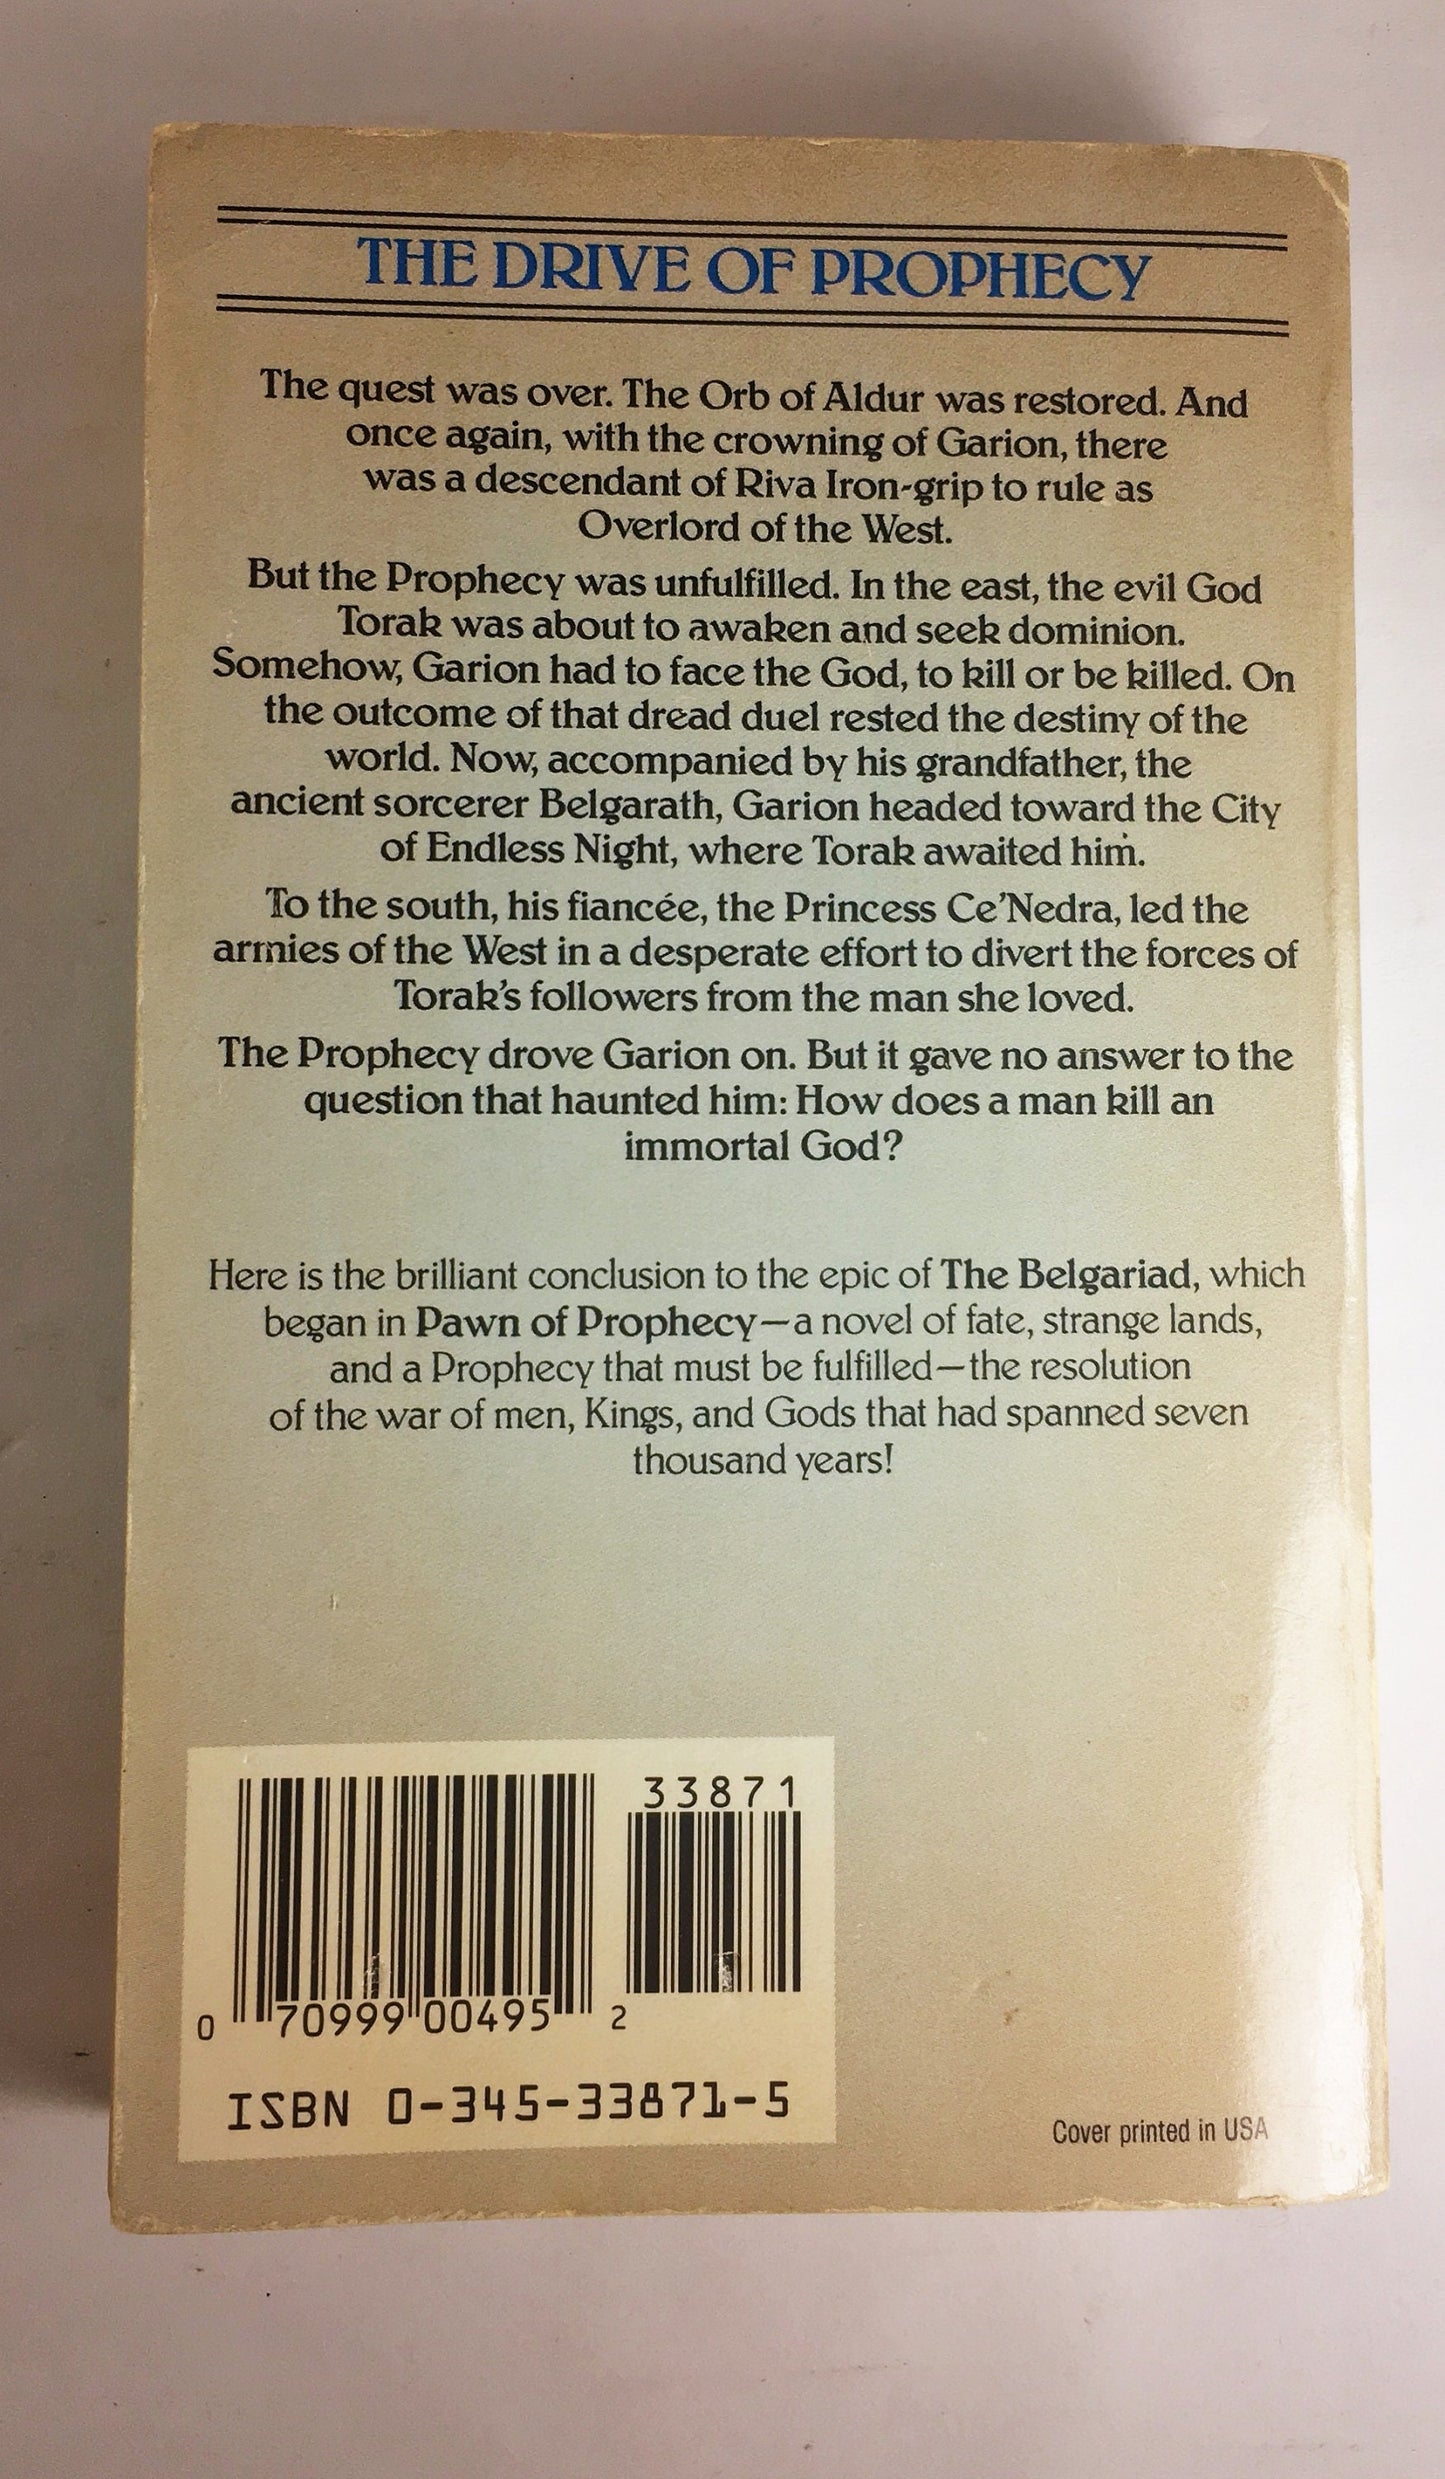 THE DRIVE OF PROPHECY
The quest was over. The Orb of Aldur was restored. And
once again, with the crowning of Garion, there
was a descendant of Riva Iron-grip to rule as
Overlord of the West.
But the Prophecy was unfulfilled. In the east, the evil God
Torak was about to awaken and seek dominion.
Somehow, Garion had to face the God, to kill or be killed. On
the outcome of that dread duel rested the destiny of the
world. Now, accompanied by his grandfather, the
ancient sorcerer Belgarath, Garion headed toward the City
of Endless Night, where Torak awaited him.
To the south, his fiancée, the Princess Ce'Nedra, led the
armies of the West in a desperate effort to divert the forces of
Torak's followers from the man she loved.
The Prophecy drove Garion on. But it gave no answer to the
question that haunted him: How does a man kill an
immortal God?
Here is the brilliant conclusion to the epic of The Belgariad, which
began in Pawn of Prophecy—a novel of fate, strange lands,
and a Prophecy that must be fulfilled—the resolution
of the war of men, Kings, and Gods that had spanned seven
thousand years!
33871
0 70999 00495 2
ISBN 0-345-33871-5
Cover printed in USA